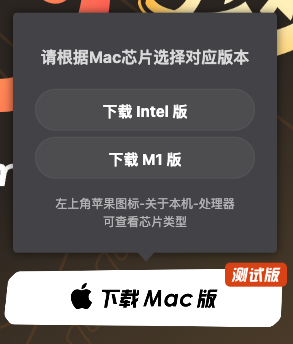 请根据Mac芯片选择对应版本
下载 Intel 版
下载 M1 版
左上角苹果图标-关于本机-处理器
可查看芯片类型
测试版
下载 Mac 版